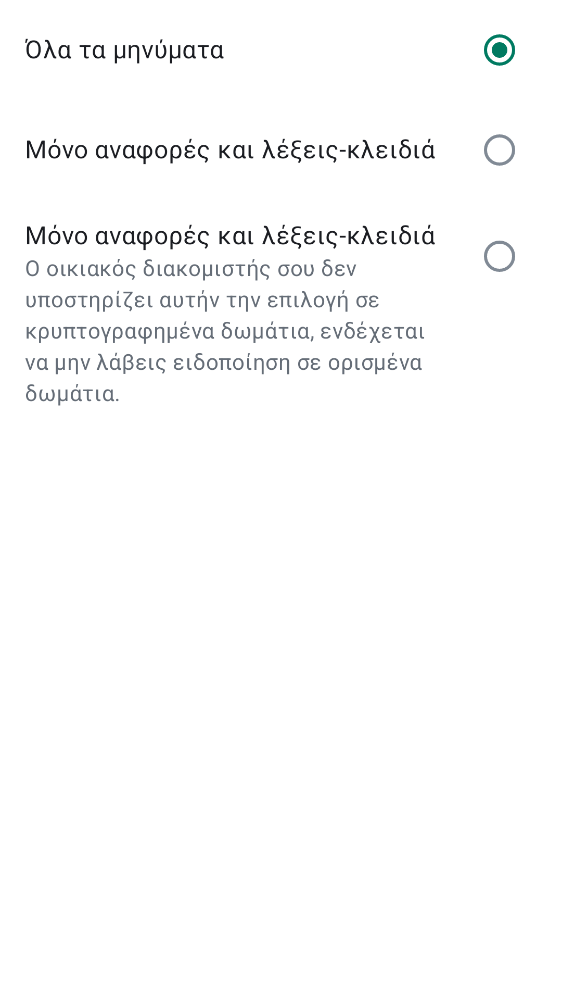 Όλα τα μηνύματα
Μόνο αναφορές και λέξεις-κλειδιά
Μόνο αναφορές και λέξεις-κλειδιά
Ο οικιακός διακομιστής σου δεν
υποστηρίζει αυτήν την επιλογή σε
κρυπτογραφημένα δωμάτια, ενδέχεται
να μην λάβεις ειδοποίηση σε ορισμένα
δωμάτια.